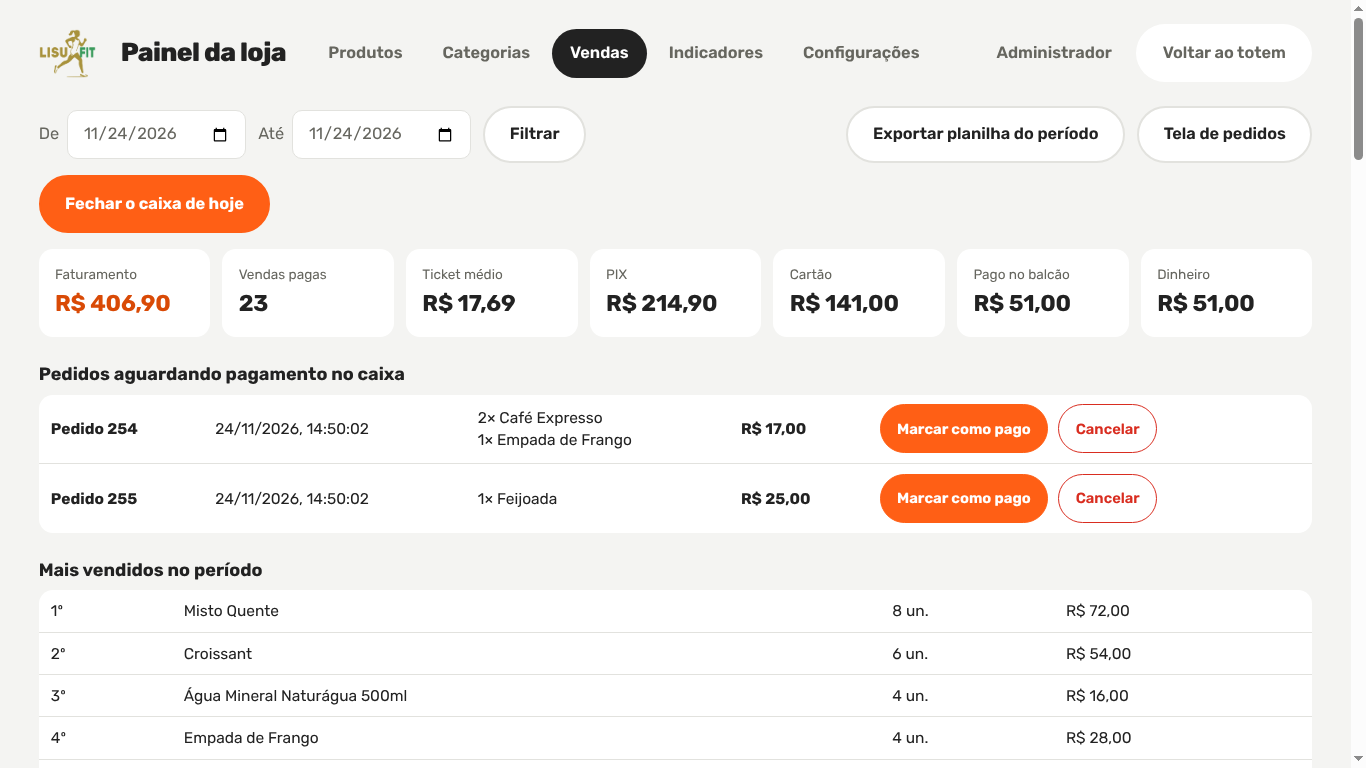 LISU FIT
Painel da loja
Produtos
Categorias
Vendas
Indicadores
Configurações
Administrador
Voltar ao totem
De
11/24/2026
Até
11/24/2026
Filtrar
Exportar planilha do período
Tela de pedidos
Fechar o caixa de hoje
Faturamento
R$ 406,90
Vendas pagas
23
Ticket médio
R$ 17,69
PIX
R$ 214,90
Cartão
R$ 141,00
Pago no balcão
R$ 51,00
Dinheiro
R$ 51,00
Pedidos aguardando pagamento no caixa
Pedido 254
24/11/2026, 14:50:02
2× Café Expresso
1× Empada de Frango
R$ 17,00
Marcar como pago
Cancelar
Pedido 255
24/11/2026, 14:50:02
1× Feijoada
R$ 25,00
Marcar como pago
Cancelar
Mais vendidos no período
1º Misto Quente 8 un. R$ 72,00
2º Croissant 6 un. R$ 54,00
3º Água Mineral Naturágua 500ml 4 un. R$ 16,00
4º Empada de Frango 4 un. R$ 28,00